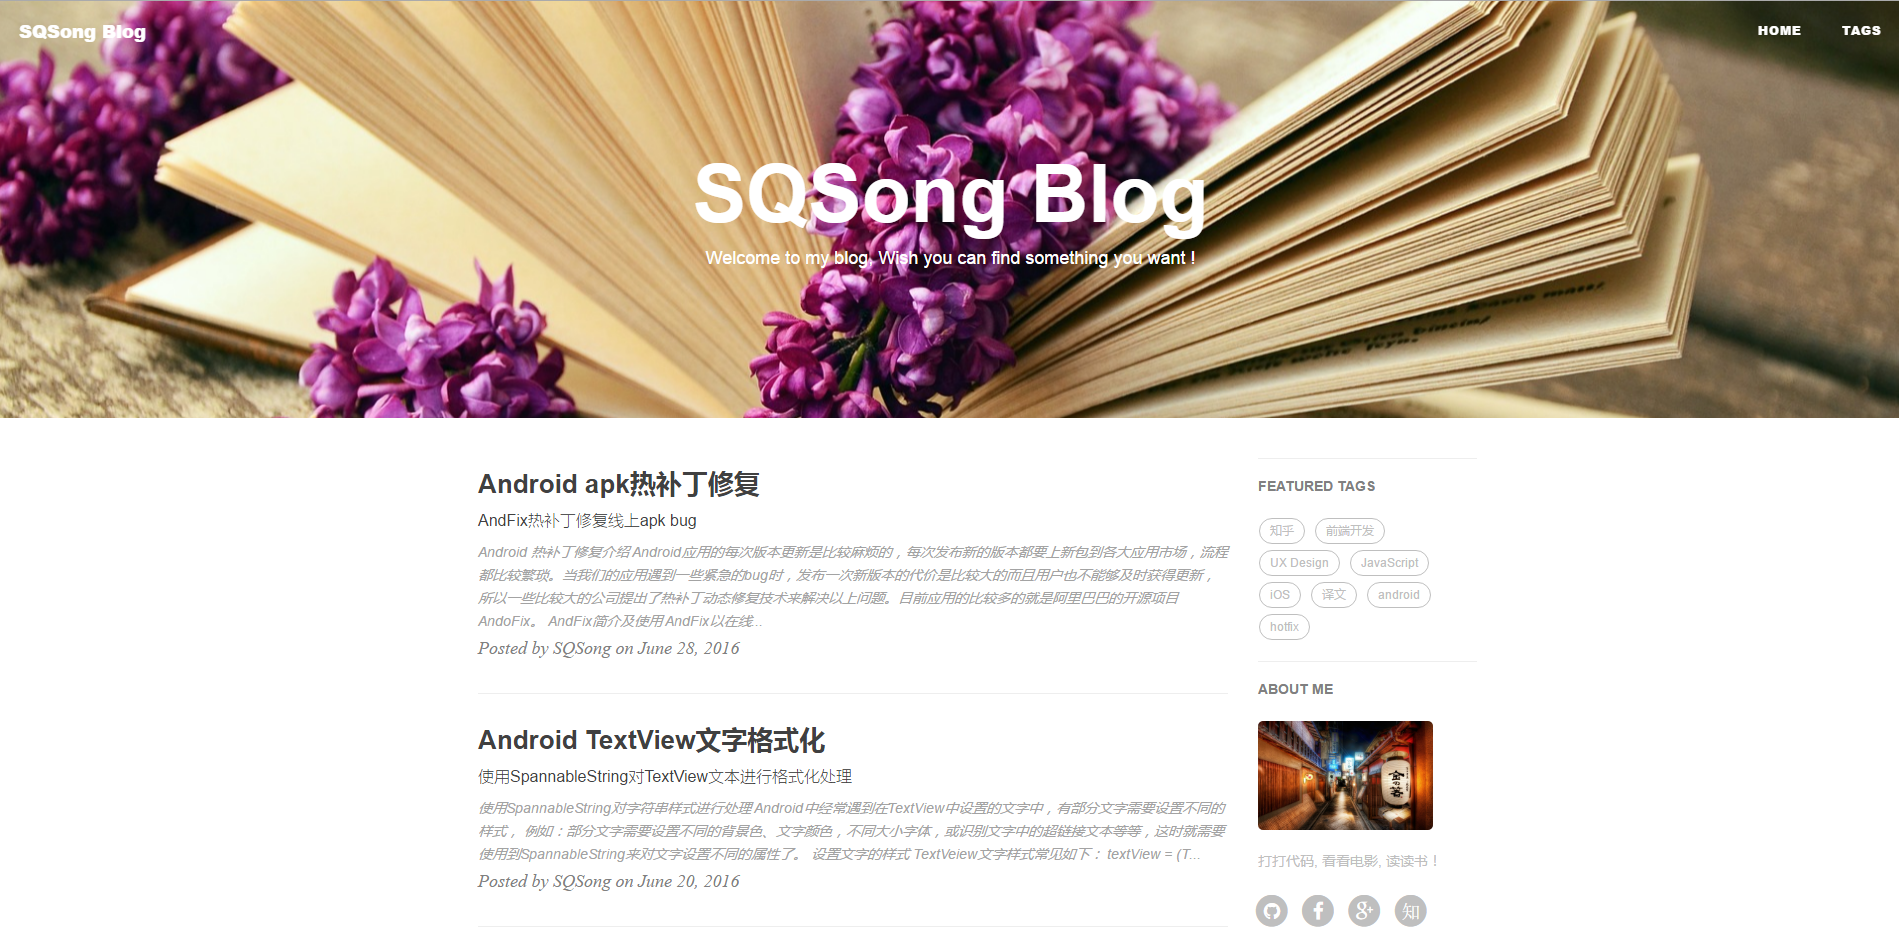 SQSong Blog
HOME
TAGS
SQSong Blog
Welcome to my blog, Wish you can find something you want !
Android apk热补丁修复
AndFix热补丁修复线上apk bug
Android 热补丁修复介绍 Android应用的每次版本更新是比较麻烦的，每次发布新的版本都要上新包到各大应用市场，流程
都比较繁琐。当我们的应用遇到一些紧急的bug时，发布一次新版本的代价是比较大的而且用户也不能够及时获得更新，
所以一些比较大的公司提出了热补丁动态修复技术来解决以上问题。目前应用的比较多的就是阿里巴巴的开源项目
AndoFix。 AndFix简介及使用 AndFix以在线...
Posted by SQSong on June 28, 2016
Android TextView文字格式化
使用SpannableString对TextView文本进行格式化处理
使用SpannableString对字符串样式进行处理 Android中经常遇到在TextView中设置的文字中，有部分文字需要设置不同的
样式， 例如：部分文字需要设置不同的背景色、文字颜色，不同大小字体，或识别文字中的超链接文本等等，这时就需要
使用到SpannableString来对文字设置不同的属性了。 设置文字的样式 TextVeiew文字样式常见如下： textView = (T...
Posted by SQSong on June 20, 2016
FEATURED TAGS
知乎
前端开发
UX Design
JavaScript
iOS
译文
android
hotfix
ABOUT ME
打打代码, 看看电影, 读读书！
知